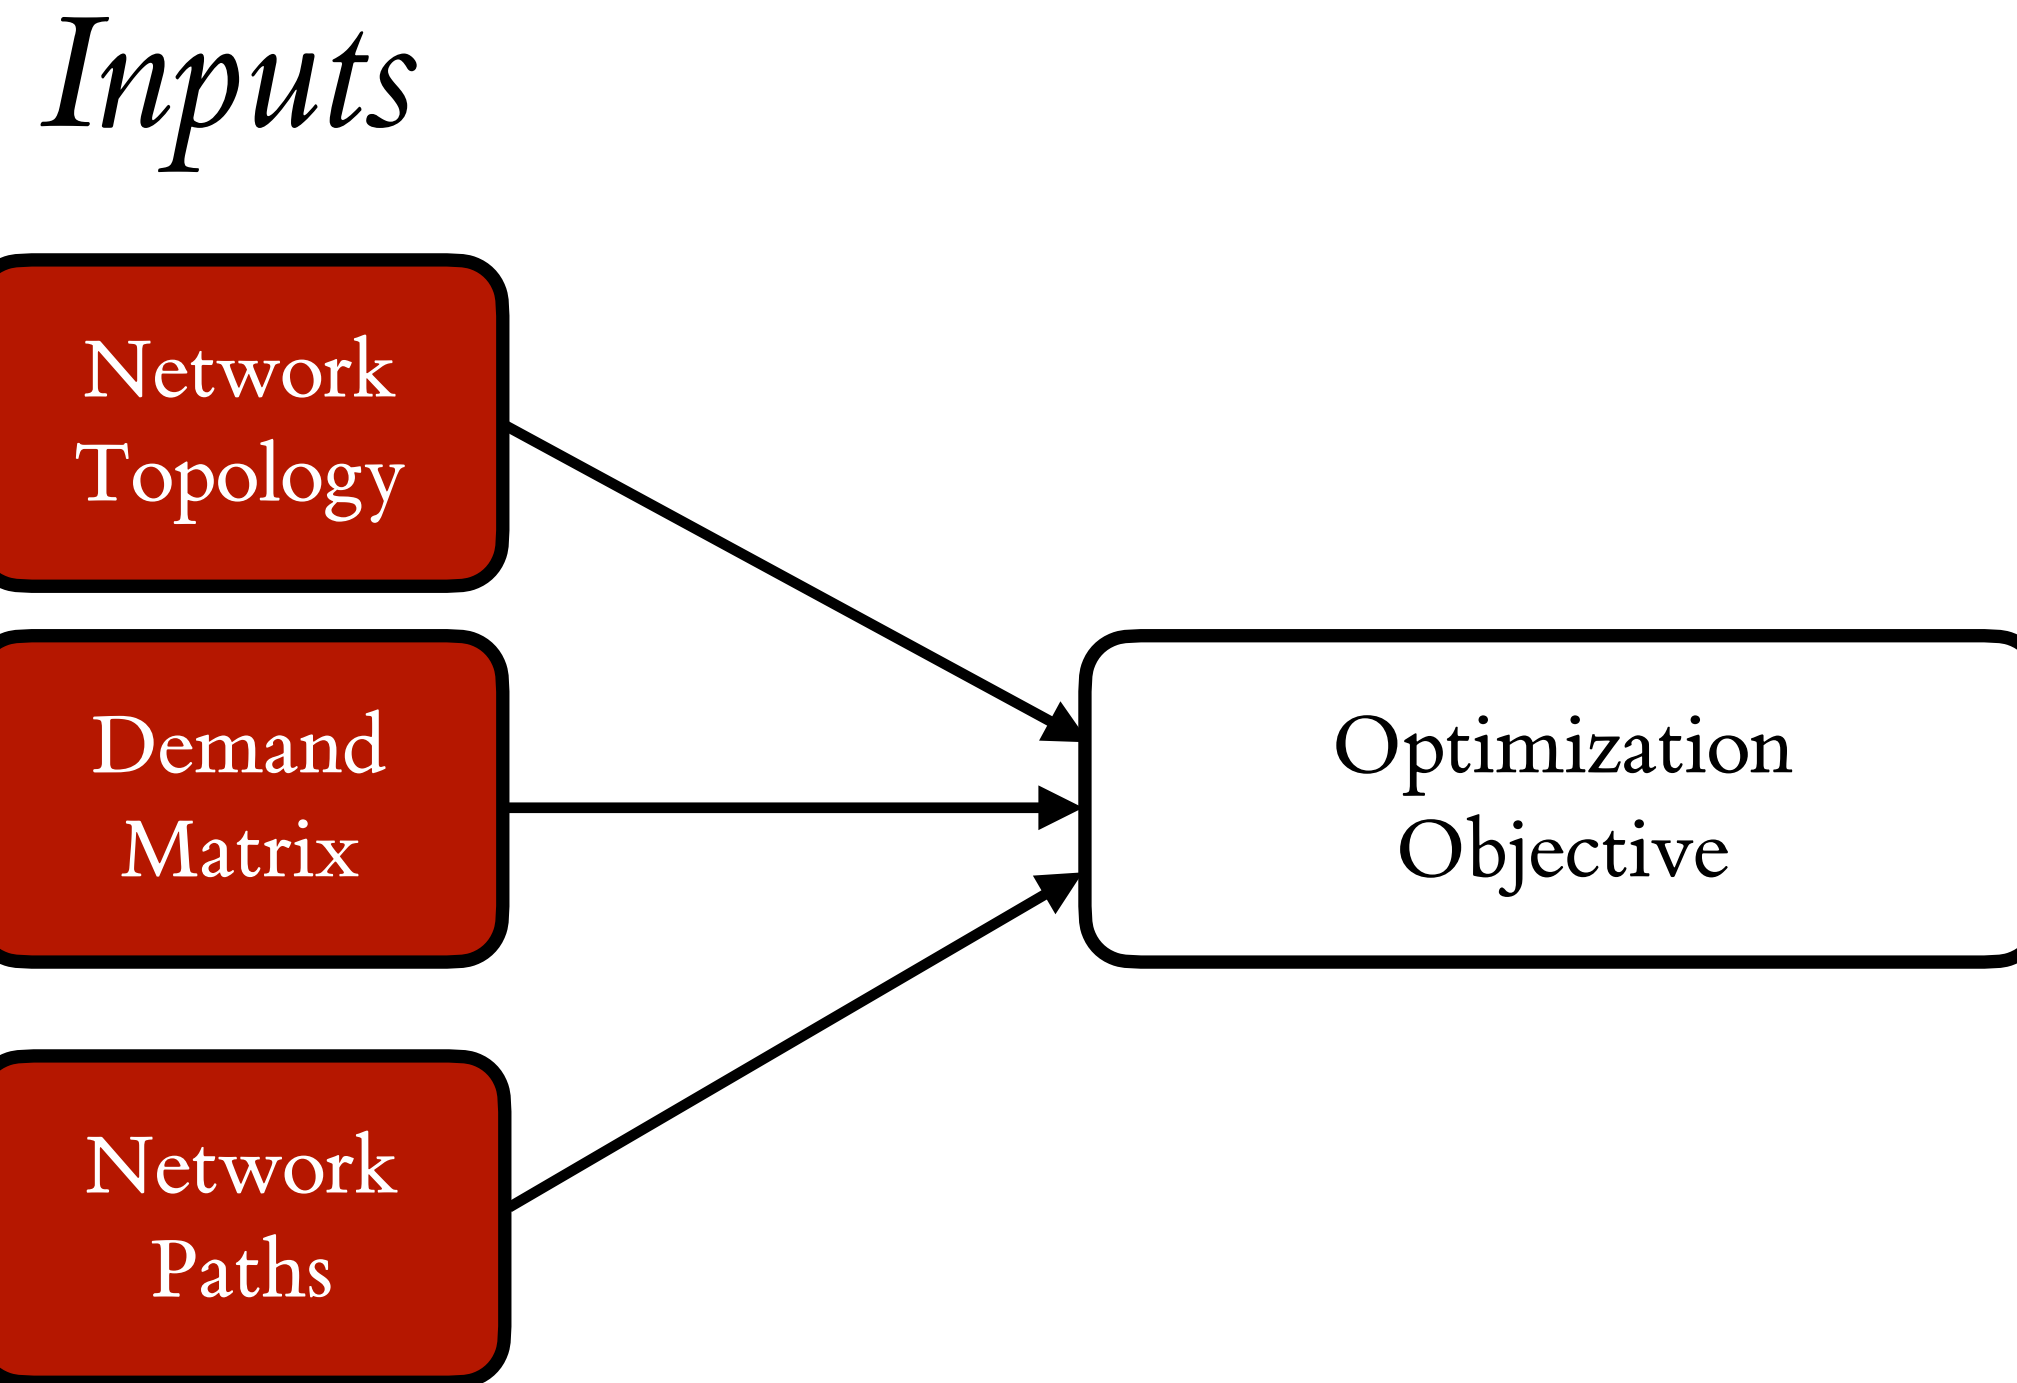 Inputs
Network
Topology
Demand
Matrix
Network
Paths
Optimization
Objective